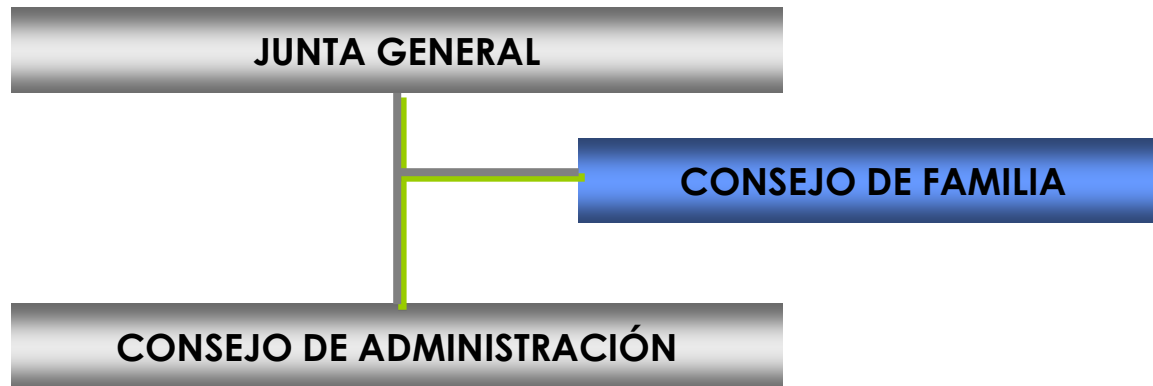 JUNTA GENERAL
CONSEJO DE FAMILIA
CONSEJO DE ADMINISTRACIÓN